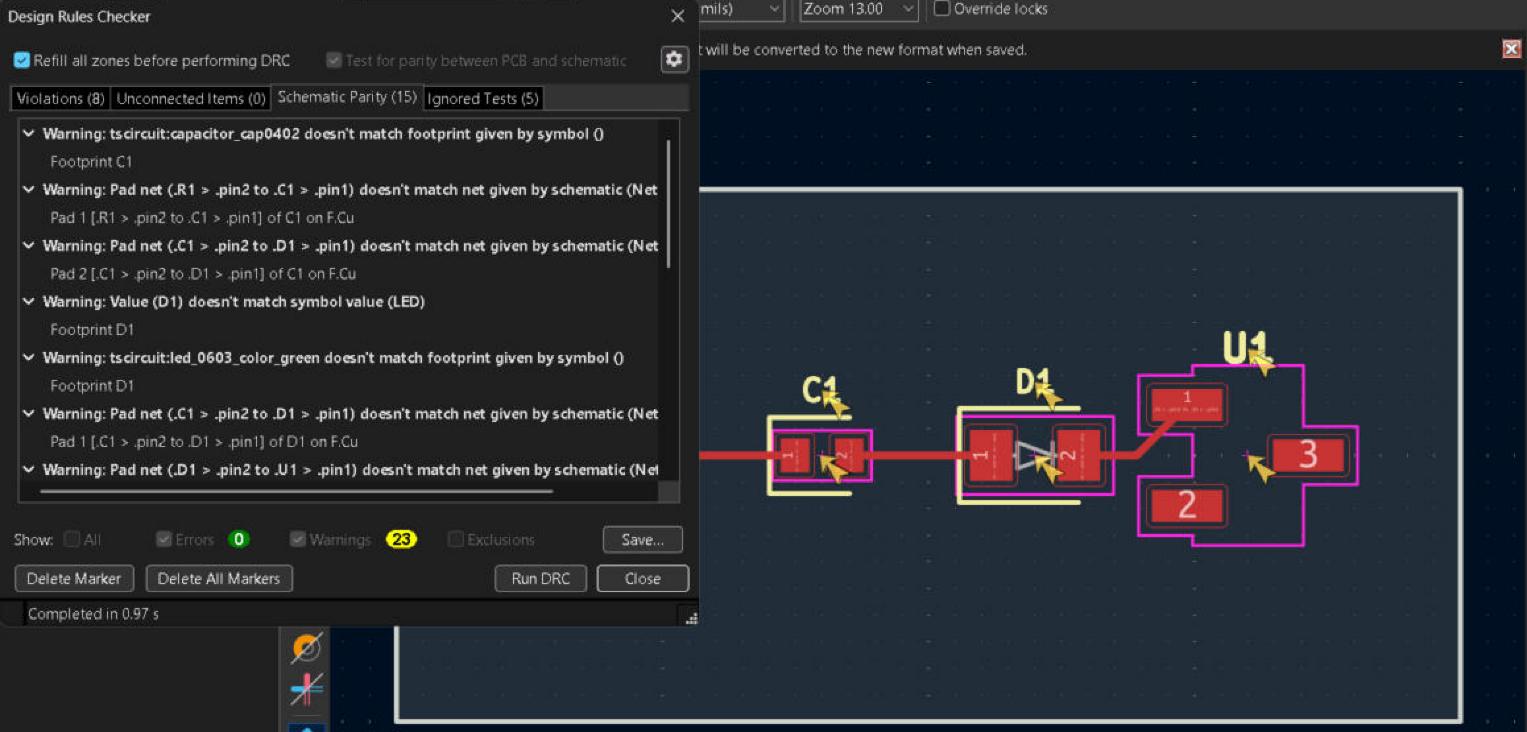 Design Rules Checker
mils)
Zoom 13.00
Override locks
Refill all zones before performing DRC
Test for parity between PCB and schematic
t will be converted to the new format when saved.
Violations (8)
Unconnected Items (0)
Schematic Parity (15)
Ignored Tests (5)
Warning: tscircuit:capacitor_cap0402 doesn't match footprint given by symbol ()
Footprint C1
Warning: Pad net (.R1 > .pin2 to .C1 > .pin1) doesn't match net given by schematic (Net
Pad 1 [.R1 > .pin2 to .C1 > .pin1] of C1 on F.Cu
Warning: Pad net (.C1 > .pin2 to .D1 > .pin1) doesn't match net given by schematic (Net
Pad 2 [.C1 > .pin2 to .D1 > .pin1] of C1 on F.Cu
Warning: Value (D1) doesn't match symbol value (LED)
Footprint D1
Warning: tscircuit:led_0603_color_green doesn't match footprint given by symbol ()
Footprint D1
Warning: Pad net (.C1 > .pin2 to .D1 > .pin1) doesn't match net given by schematic (Net
Pad 1 [.C1 > .pin2 to .D1 > .pin1] of D1 on F.Cu
Warning: Pad net (.D1 > .pin2 to .U1 > .pin1) doesn't match net given by schematic (Net
Show:
All
Errors
0
Warnings
23
Exclusions
Save...
Delete Marker
Delete All Markers
Run DRC
Close
Completed in 0.97 s
C1
1
2
D1
1
2
U1
1
2
3